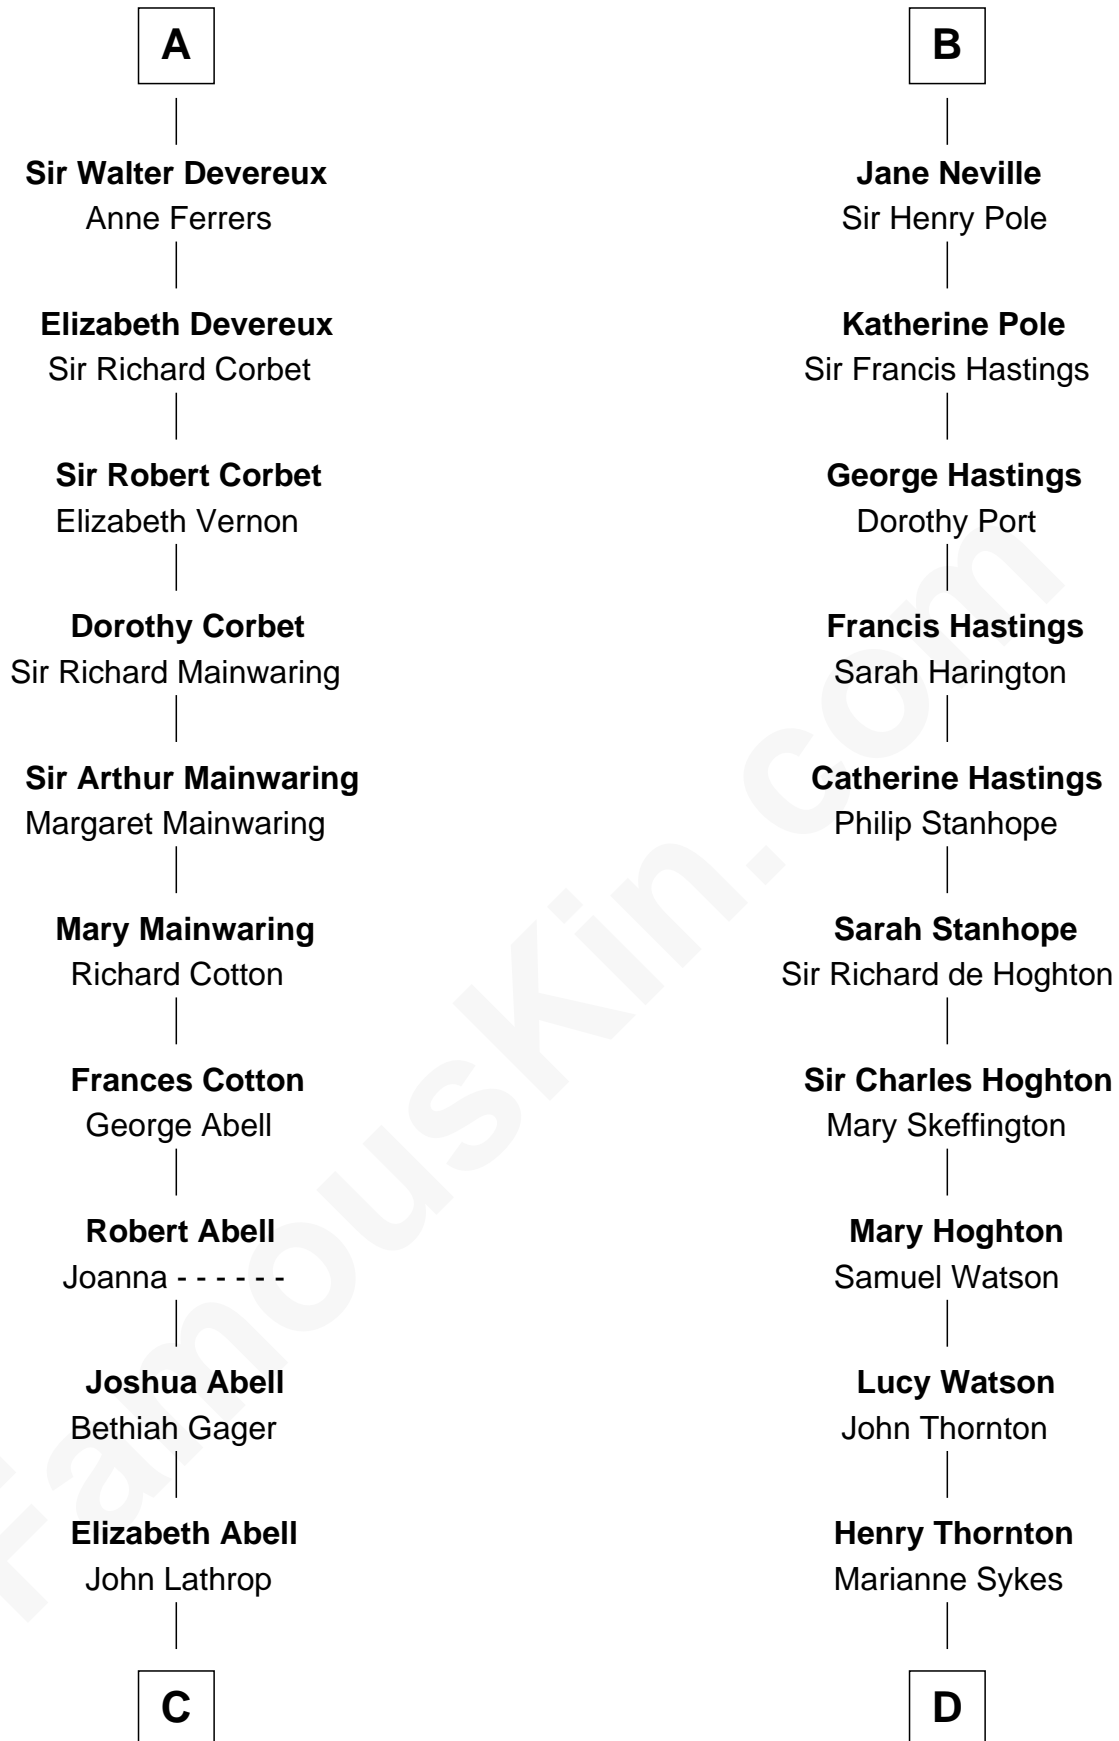 A
Sir Walter Devereux
Anne Ferrers
Elizabeth Devereux
Sir Richard Corbet
Sir Robert Corbet
Elizabeth Vernon
Dorothy Corbet
Sir Richard Mainwaring
Sir Arthur Mainwaring
Margaret Mainwaring
Mary Mainwaring
Richard Cotton
Frances Cotton
George Abell
Robert Abell
Joanna - - - - - -
Joshua Abell
Bethiah Gager
Elizabeth Abell
John Lathrop
C
B
Jane Neville
Sir Henry Pole
Katherine Pole
Sir Francis Hastings
George Hastings
Dorothy Port
Francis Hastings
Sarah Harington
Catherine Hastings
Philip Stanhope
Sarah Stanhope
Sir Richard de Hoghton
Sir Charles Hoghton
Mary Skeffington
Mary Hoghton
Samuel Watson
Lucy Watson
John Thornton
Henry Thornton
Marianne Sykes
D
FamousKin.com